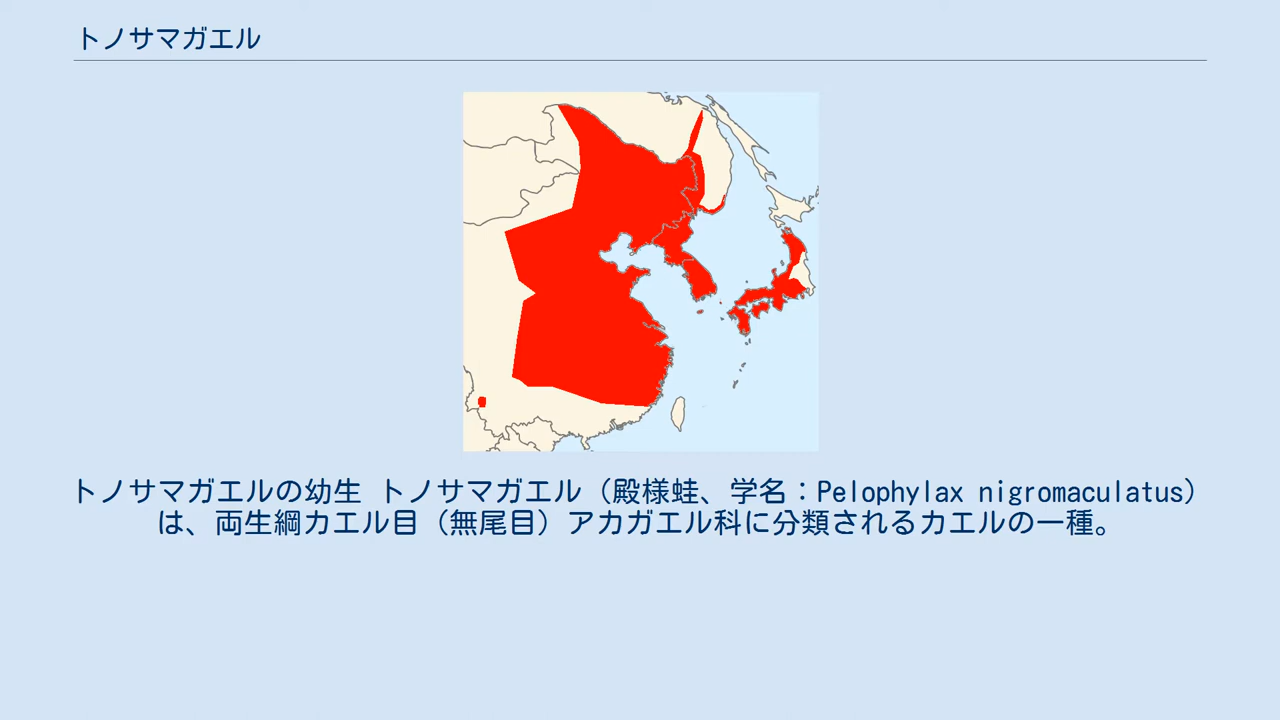 トノサマガエル
トノサマガエルの幼生 トノサマガエル（殿様蛙、学名：Pelophylax nigromaculatus）
は、両生綱カエル目（無尾目）アカガエル科に分類されるカエルの一種。